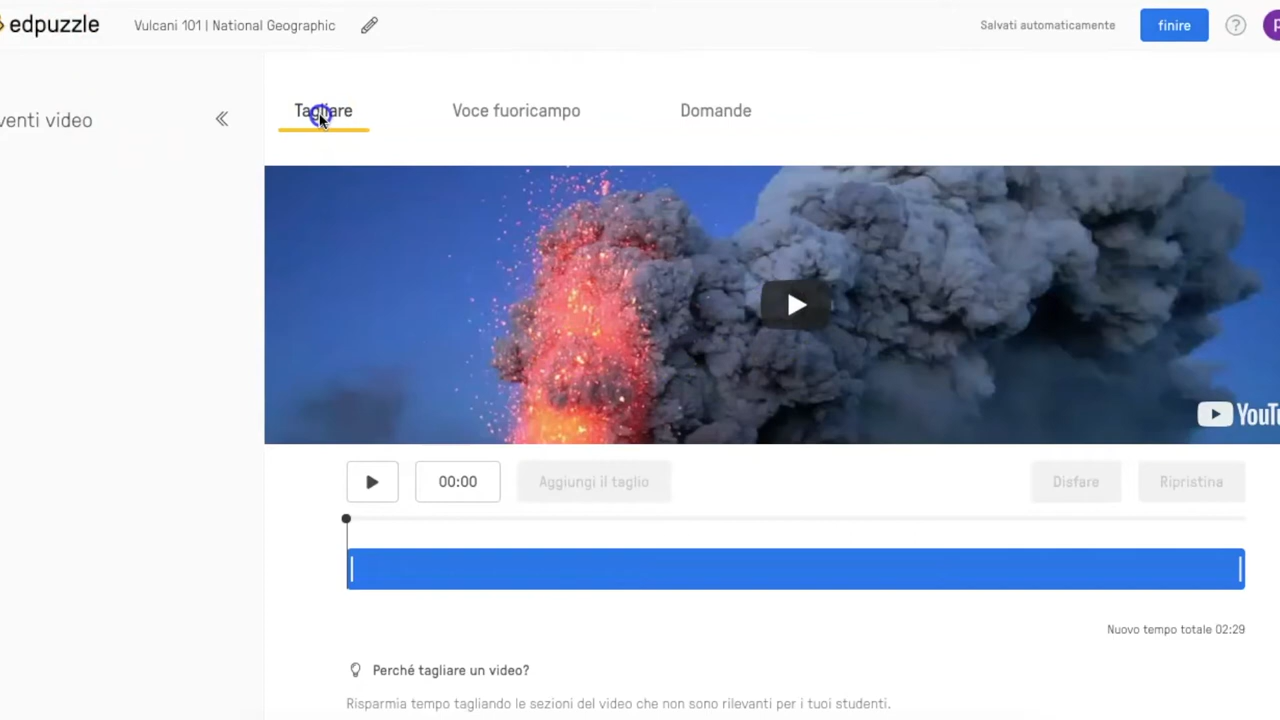 edpuzzle
Vulcani 101 | National Geographic
Salvati automaticamente
finire
?
venti video
Tagliare
Voce fuoricampo
Domande
00:00
Aggiungi il taglio
Disfare
Ripristina
Nuovo tempo totale 02:29
Perché tagliare un video?
Risparmia tempo tagliando le sezioni del video che non sono rilevanti per i tuoi studenti.